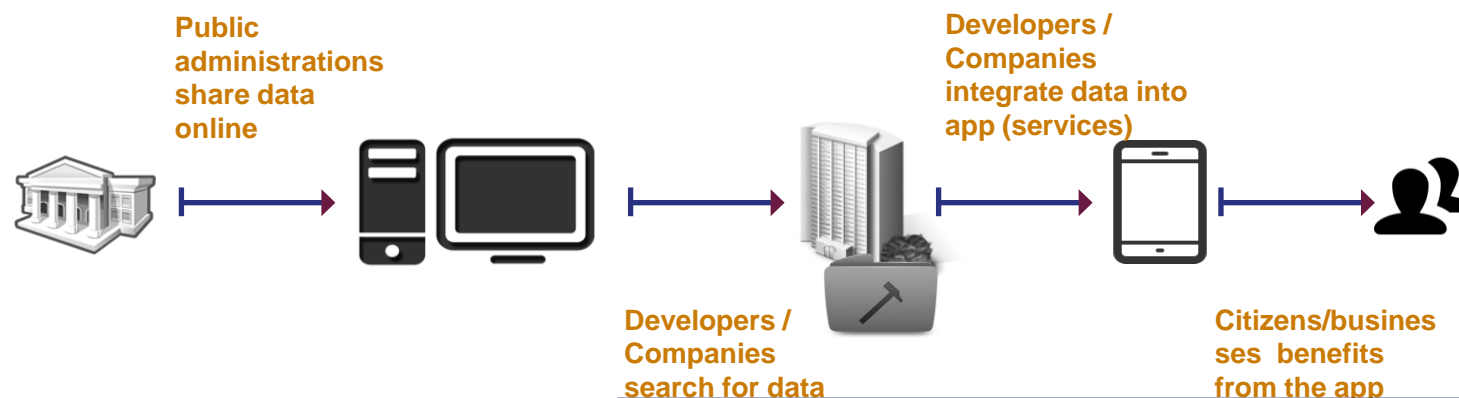 Public
administrations
share data
online
Developers /
Companies
search for data
Developers /
Companies
integrate data into
app (services)
Citizens/busines
ses benefits
from the app